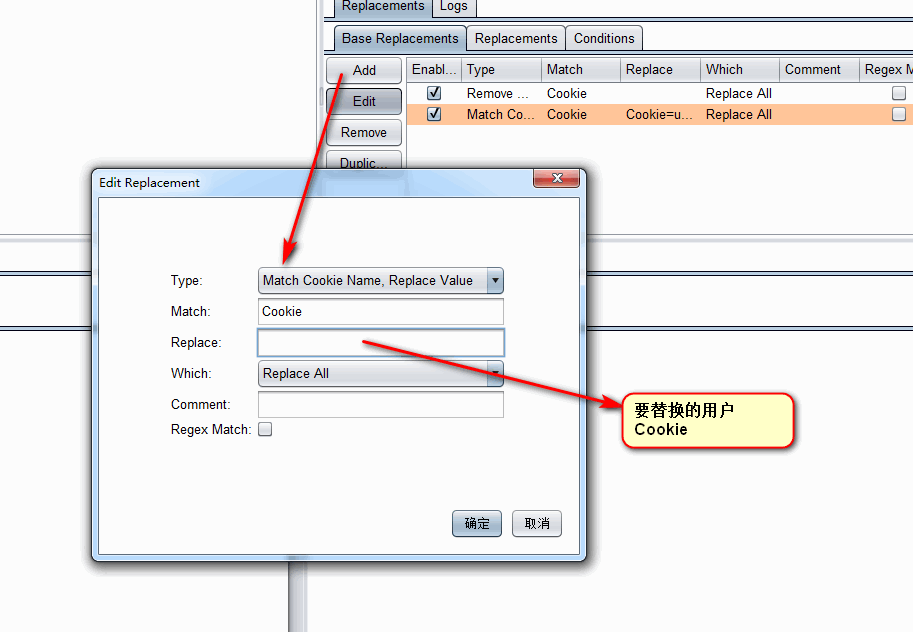 Replacements Logs
Base Replacements Replacements Conditions
Add Enabl... Type Match Replace Which Comment Regex M
Remove ... Cookie Replace All
Edit Match Co... Cookie Cookie=u... Replace All
Remove
Duplic...
Edit Replacement
Type: Match Cookie Name, Replace Value
Match: Cookie
Replace:
Which: Replace All
Comment:
Regex Match:
要替换的用户
Cookie
确定 取消